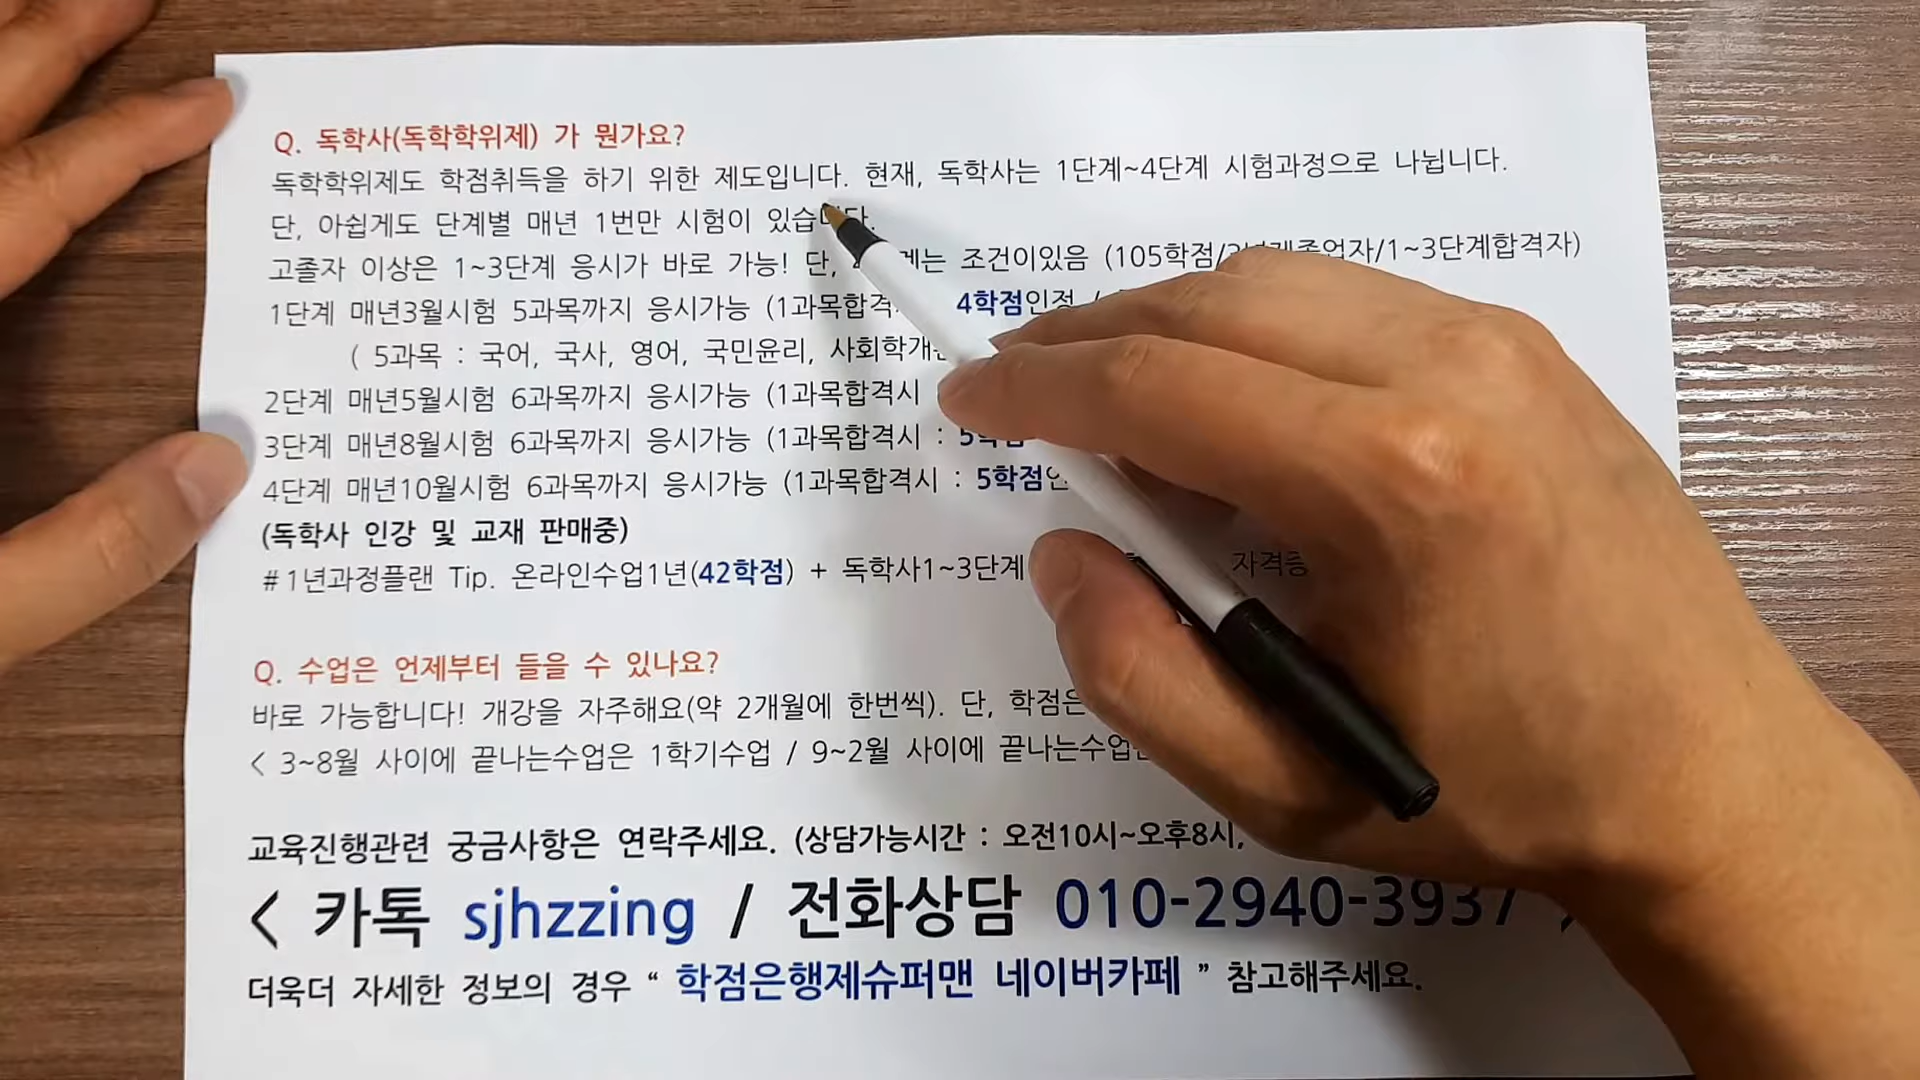 Q. 독학사(독학학위제) 가 뭔가요?
독학학위제도 학점취득을 하기 위한 제도입니다. 현재, 독학사는 1단계~4단계 시험과정으로 나뉩니다.
단, 아쉽게도 단계별 매년 1번만 시험이 있습니다.
고졸자 이상은 1~3단계 응시가 바로 가능! 단, 조건이있음 (105학점/3년제졸업자/1~3단계합격자)
1단계 매년3월시험 5과목까지 응시가능 (1과목합격시 4학점인정 /
( 5과목 : 국어, 국사, 영어, 국민윤리, 사회학개론
2단계 매년5월시험 6과목까지 응시가능 (1과목합격시
3단계 매년8월시험 6과목까지 응시가능 (1과목합격시 : 5학점
4단계 매년10월시험 6과목까지 응시가능 (1과목합격시 : 5학점인
(독학사 인강 및 교재 판매중)
#1년과정플랜 Tip. 온라인수업1년(42학점) + 독학사1~3단계 자격증
Q. 수업은 언제부터 들을 수 있나요?
바로 가능합니다! 개강을 자주해요(약 2개월에 한번씩). 단, 학점은
< 3~8월 사이에 끝나는수업은 1학기수업 / 9~2월 사이에 끝나는수업은
교육진행관련 궁금사항은 연락주세요. (상담가능시간 : 오전10시~오후8시,
< 카톡 sjhzzing / 전화상담 010-2940-3937 >
더욱더 자세한 정보의 경우 “ 학점은행제슈퍼맨 네이버카페 ” 참고해주세요.